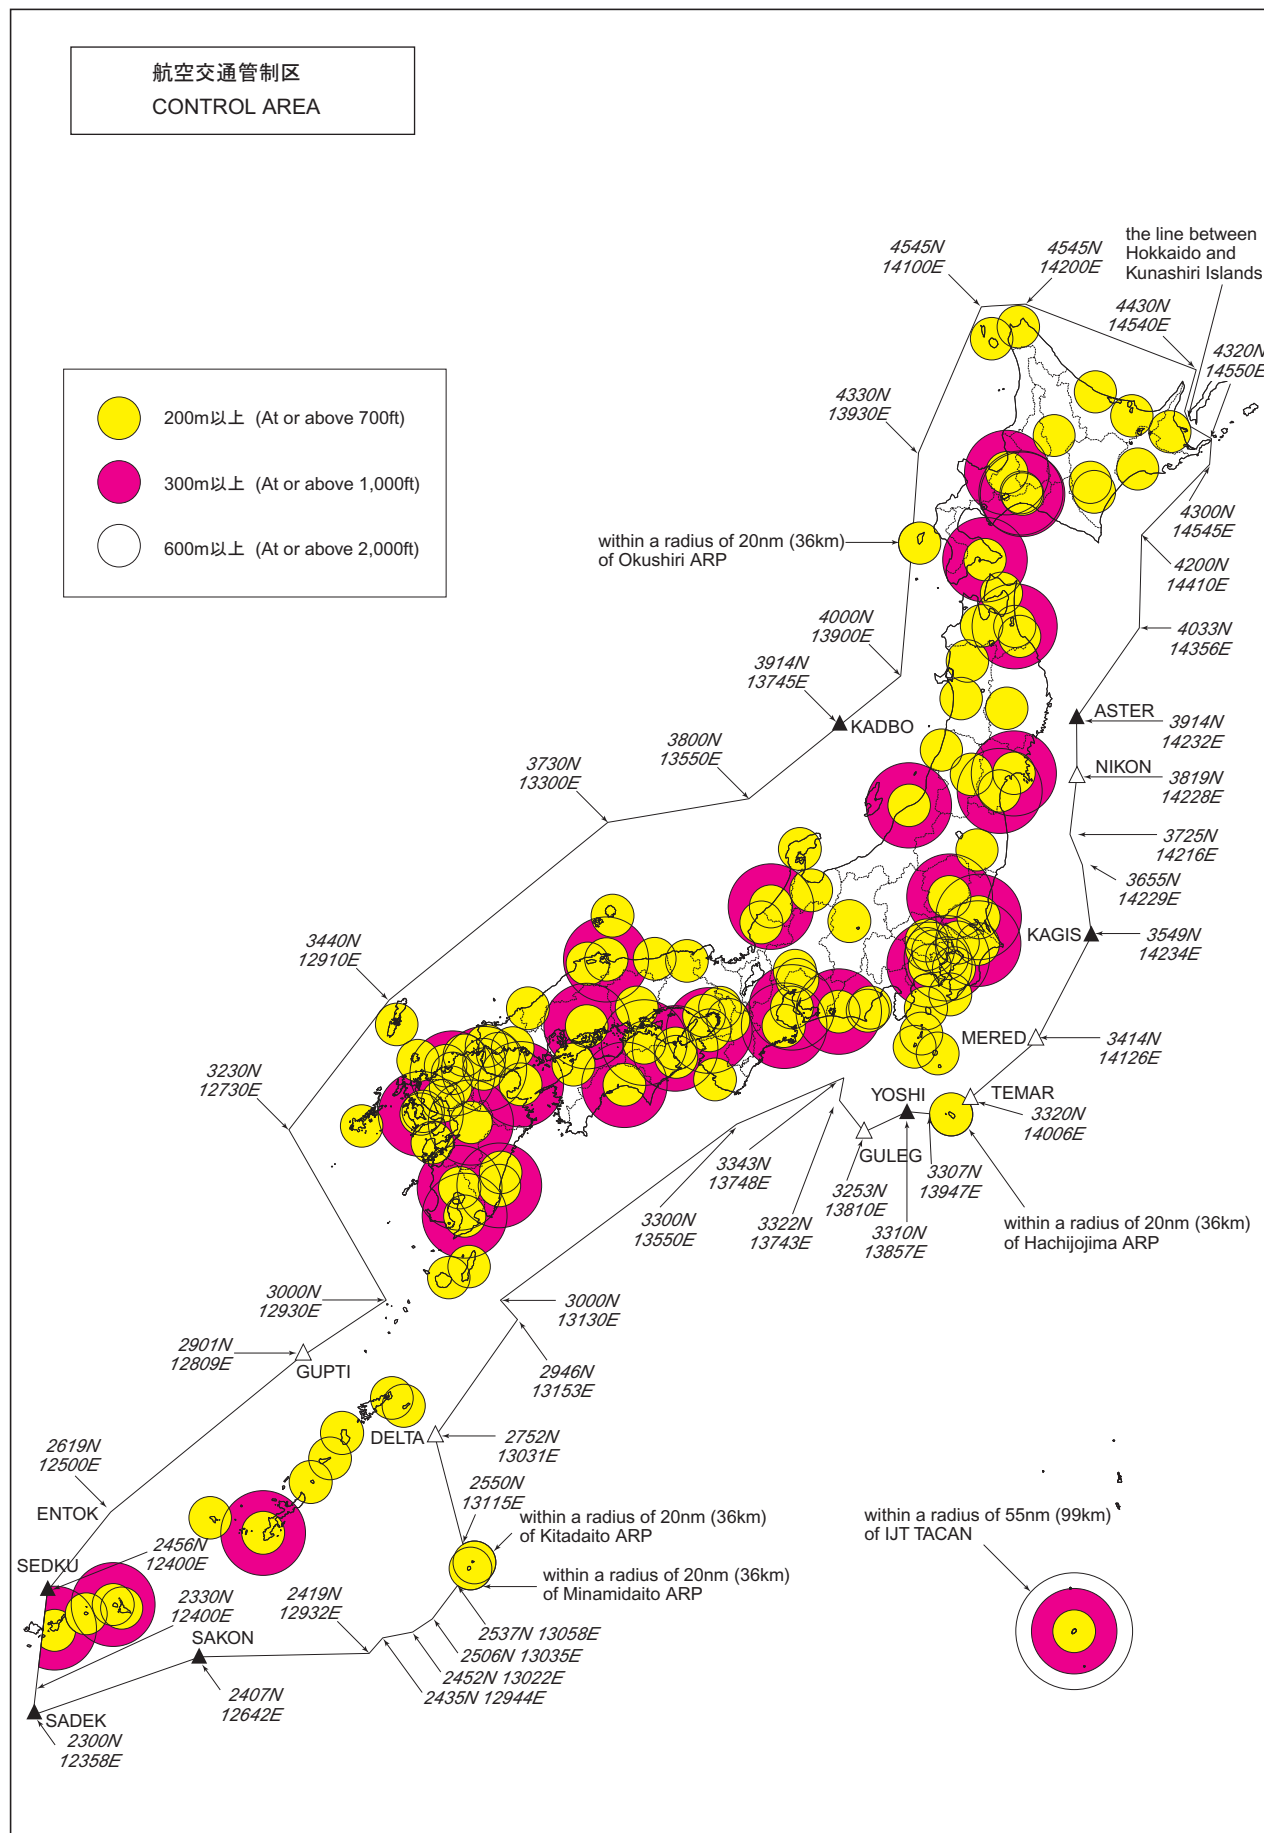 航空交通管制区
CONTROL AREA
200m以上 (At or above 700ft)
300m以上 (At or above 1,000ft)
600m以上 (At or above 2,000ft)
the line between
Hokkaido and
Kunashiri Islands
4545N
14100E
4545N
14200E
4430N
14540E
4320N
14550E
4330N
13930E
4300N
14545E
within a radius of 20nm (36km)
of Okushiri ARP
4200N
14410E
4000N
13900E
4033N
14356E
3914N
13745E
KADBO
ASTER
3914N
14232E
3800N
13550E
NIKON
3819N
14228E
3730N
13300E
3725N
14216E
3655N
14229E
KAGIS
3549N
14234E
3440N
12910E
MERED
3414N
14126E
3230N
12730E
YOSHI
TEMAR
3320N
14006E
GULEG
3343N
13748E
3307N
13947E
3253N
13810E
3300N
13550E
3322N
13743E
3310N
13857E
within a radius of 20nm (36km)
of Hachijojima ARP
3000N
12930E
3000N
13130E
2901N
12809E
GUPTI
2946N
13153E
DELTA
2752N
13031E
2619N
12500E
ENTOK
2550N
13115E
within a radius of 20nm (36km)
of Kitadaito ARP
within a radius of 55nm (99km)
of IJT TACAN
2456N
12400E
SEDKU
within a radius of 20nm (36km)
of Minamidaito ARP
2330N
12400E
2419N
12932E
SAKON
2537N 13058E
2506N 13035E
2452N 13022E
2435N 12944E
2407N
12642E
SADEK
2300N
12358E